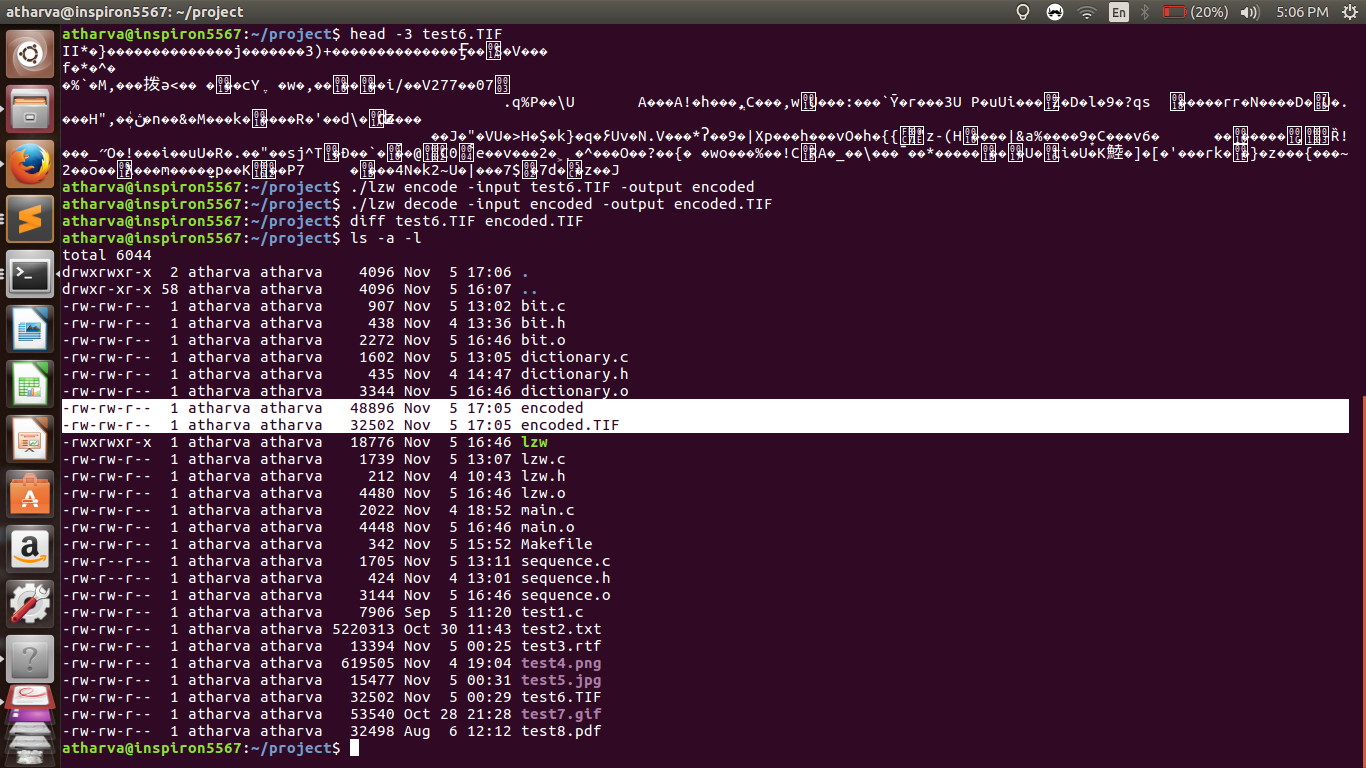 atharva@inspiron5567: ~/project
En (20%) 5:06 PM
atharva@inspiron5567:~/project$ head -3 test6.TIF
atharva@inspiron5567:~/project$ ./lzw encode -input test6.TIF -output encoded
atharva@inspiron5567:~/project$ ./lzw decode -input encoded -output encoded.TIF
atharva@inspiron5567:~/project$ diff test6.TIF encoded.TIF
atharva@inspiron5567:~/project$ ls -a -l
total 6044
drwxrwxr-x  2 atharva atharva    4096 Nov  5 17:06 .
drwxr-xr-x 58 atharva atharva    4096 Nov  5 16:07 ..
-rw-rw-r--  1 atharva atharva     907 Nov  5 13:02 bit.c
-rw-rw-r--  1 atharva atharva     438 Nov  4 13:36 bit.h
-rw-rw-r--  1 atharva atharva    2272 Nov  5 16:46 bit.o
-rw-rw-r--  1 atharva atharva    1602 Nov  5 13:05 dictionary.c
-rw-rw-r--  1 atharva atharva     435 Nov  4 14:47 dictionary.h
-rw-rw-r--  1 atharva atharva    3344 Nov  5 16:46 dictionary.o
-rw-rw-r--  1 atharva atharva   48896 Nov  5 17:05 encoded
-rw-rw-r--  1 atharva atharva   32502 Nov  5 17:05 encoded.TIF
-rwxrwxr-x  1 atharva atharva   18776 Nov  5 16:46 lzw
-rw-rw-r--  1 atharva atharva    1739 Nov  5 13:07 lzw.c
-rw-rw-r--  1 atharva atharva     212 Nov  4 10:43 lzw.h
-rw-rw-r--  1 atharva atharva    4480 Nov  5 16:46 lzw.o
-rw-rw-r--  1 atharva atharva    2022 Nov  4 18:52 main.c
-rw-rw-r--  1 atharva atharva    4448 Nov  5 16:46 main.o
-rw-rw-r--  1 atharva atharva     342 Nov  5 15:52 Makefile
-rw-r--r--  1 atharva atharva    1705 Nov  5 13:11 sequence.c
-rw-rw-r--  1 atharva atharva     424 Nov  4 13:01 sequence.h
-rw-rw-r--  1 atharva atharva    3144 Nov  5 16:46 sequence.o
-rw-rw-r--  1 atharva atharva    7906 Sep  5 11:20 test1.c
-rw-rw-r--  1 atharva atharva 5220313 Oct 30 11:43 test2.txt
-rw-rw-r--  1 atharva atharva   13394 Nov  5 00:25 test3.rtf
-rw-rw-r--  1 atharva atharva  619505 Nov  4 19:04 test4.png
-rw-rw-r--  1 atharva atharva   15477 Nov  5 00:31 test5.jpg
-rw-rw-r--  1 atharva atharva   32502 Nov  5 00:29 test6.TIF
-rw-rw-r--  1 atharva atharva   53540 Oct 28 21:28 test7.gif
-rw-rw-r--  1 atharva atharva   32498 Aug  6 12:12 test8.pdf
atharva@inspiron5567:~/project$